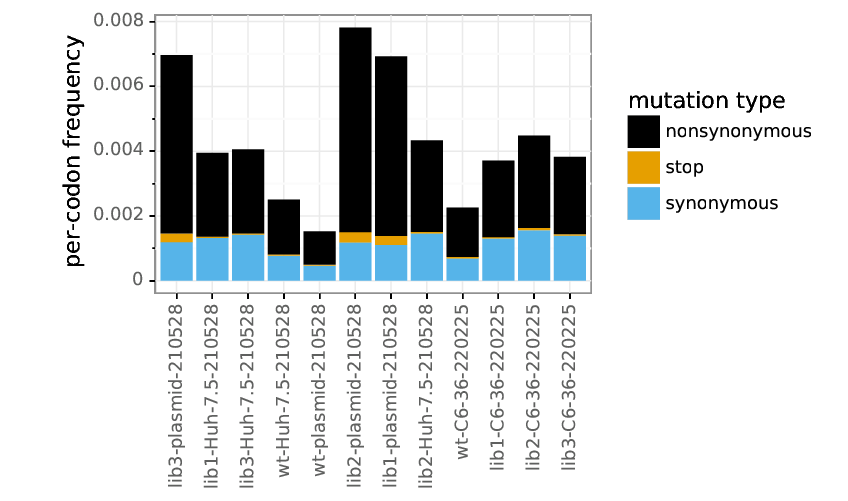 per-codon frequency
0.008
0.006
0.004
0.002
0
lib3-plasmid-210528
lib1-Huh-7.5-210528
lib3-Huh-7.5-210528
wt-Huh-7.5-210528
wt-plasmid-210528
lib2-plasmid-210528
lib1-plasmid-210528
lib2-Huh-7.5-210528
wt-C6-36-220225
lib1-C6-36-220225
lib2-C6-36-220225
lib3-C6-36-220225
mutation type
nonsynonymous
stop
synonymous